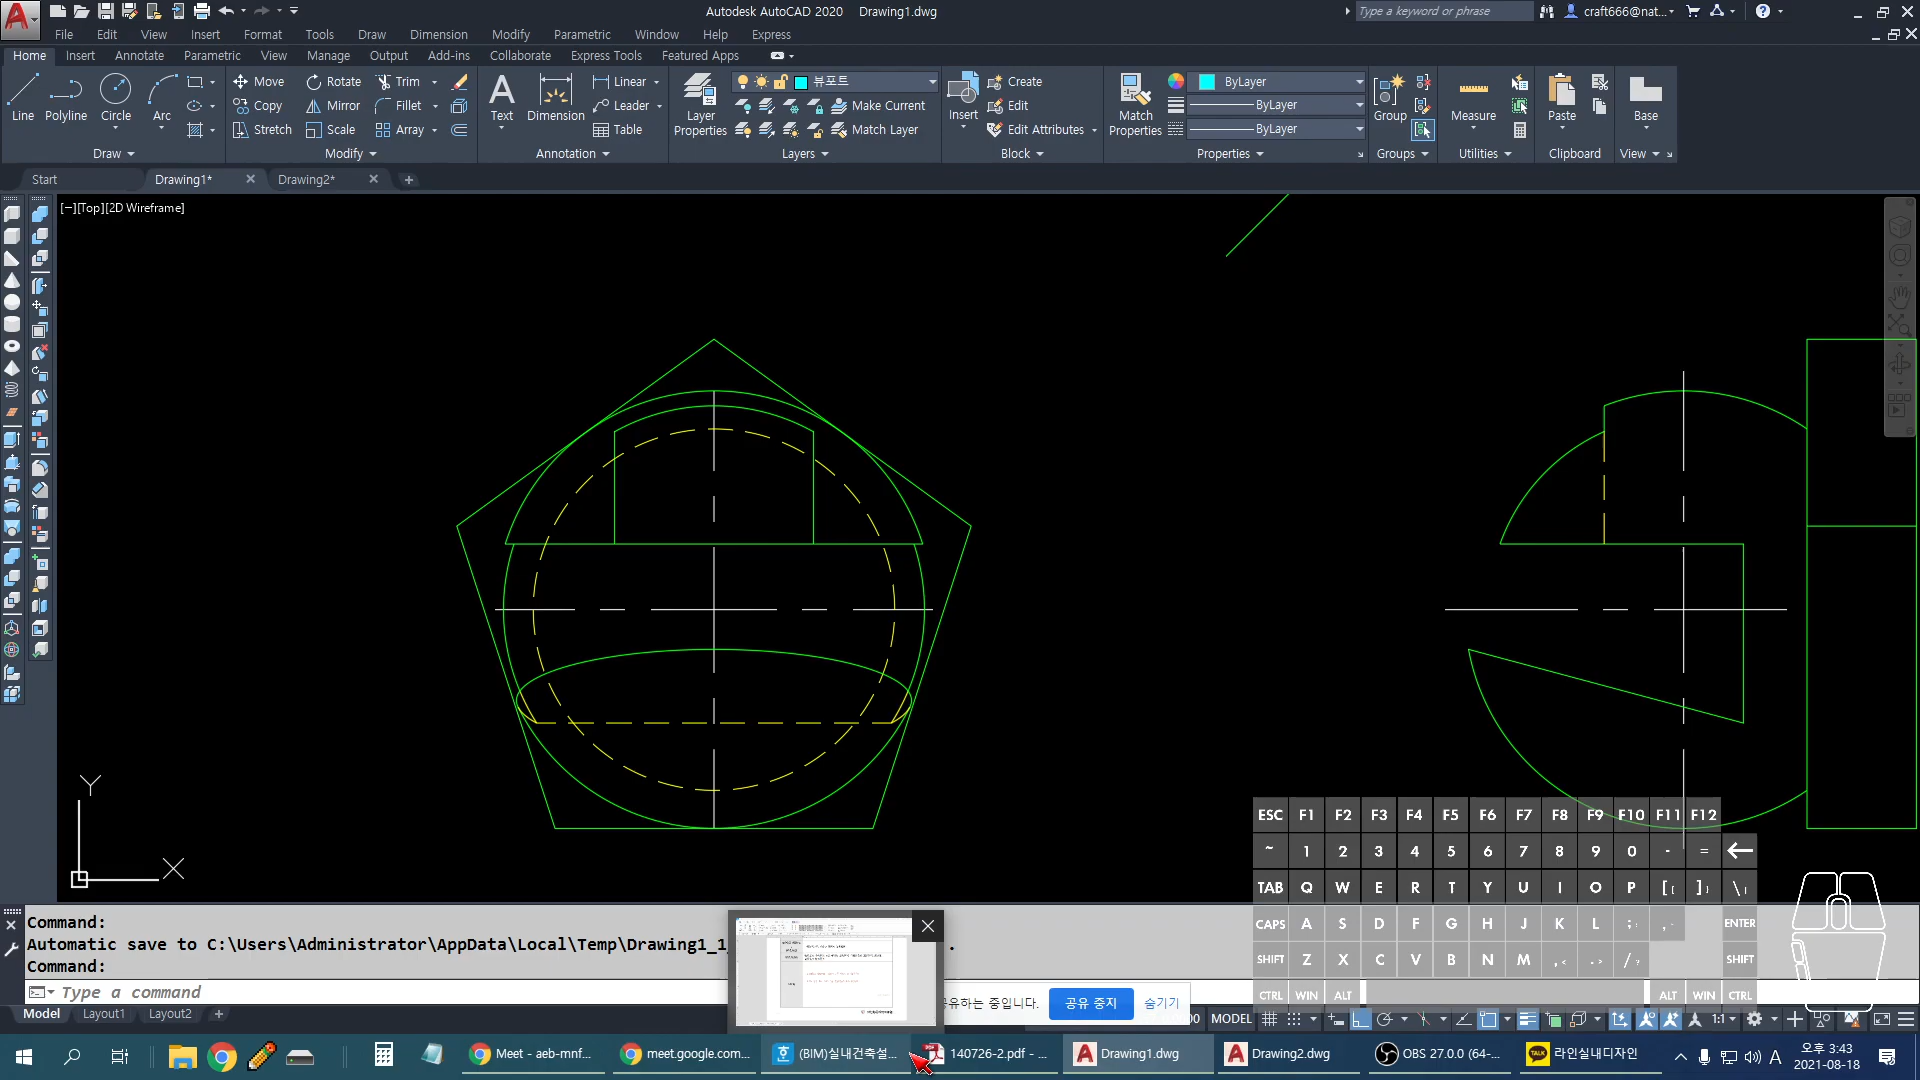 Autodesk AutoCAD 2020 Drawing1.dwg
Type a keyword or phrase
craft666@nat...
File Edit View Insert Format Tools Draw Dimension Modify Parametric Window Help Express
Home Insert Annotate Parametric View Manage Output Add-ins Collaborate Express Tools Featured Apps
Line Polyline Circle Arc
Move Rotate Trim
Copy Mirror Fillet
Stretch Scale Array
Text Dimension
Linear
Leader
Table
Layer Properties
뷰포트
Make Current
Match Layer
Insert
Create
Edit
Edit Attributes
Match Properties
ByLayer
ByLayer
ByLayer
Group
Measure
Paste
Base
Draw Modify Annotation Layers Block Properties Groups Utilities Clipboard View
Start Drawing1* Drawing2*
[−][Top][2D Wireframe]
Y
X
ESC F1 F2 F3 F4 F5 F6 F7 F8 F9 F10 F11 F12
~ 1 2 3 4 5 6 7 8 9 0 - =
TAB Q W E R T Y U I O P [ { ] } \ |
CAPS A S D F G H J K L ; : ENTER
SHIFT Z X C V B N M , < . > / ? SHIFT
CTRL WIN ALT ALT WIN CTRL
Command:
Automatic save to C:\Users\Administrator\AppData\Local\Temp\Drawing1_1
Command:
Type a command
공유하는 중입니다. 공유 중지 숨기기
Model Layout1 Layout2
MODEL 1:1
Meet - aeb-mnf... meet.google.com... (BIM)실내건축설... 140726-2.pdf - ... Drawing1.dwg Drawing2.dwg OBS 27.0.0 (64-... 라인실내디자인
A
오후 3:43
2021-08-18